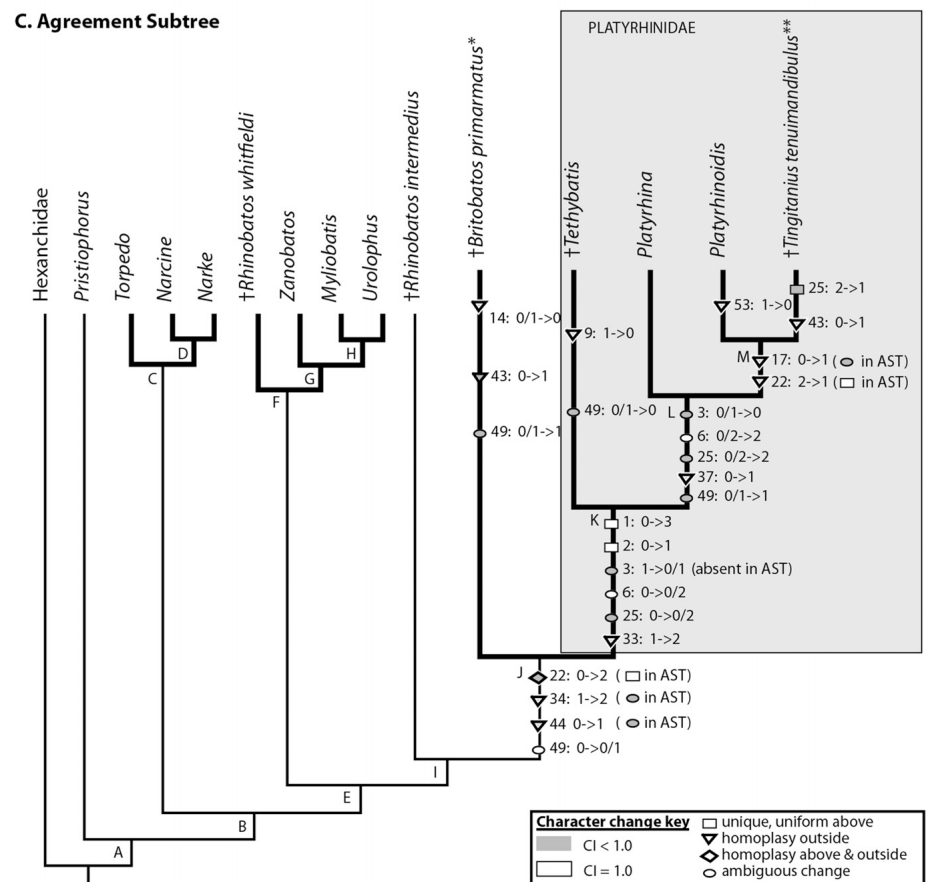 C. Agreement Subtree
PLATYRHINIDAE
Hexanchidae
Pristiophorus
Torpedo
Narcine
Narke
†Rhinobatos whitfieldi
Zanobatos
Myliobatis
Urolophus
†Rhinobatos intermedius
†Britobatos primarmatus*
†Tethybatis
Platyrhina
Platyrhinoidis
†Tingitanius tenuimandibulus**
14: 0/1->0
43: 0->1
49: 0/1->1
9: 1->0
49: 0/1->0
53: 1->0
25: 2->1
43: 0->1
M
17: 0->1 ( in AST)
22: 2->1 ( in AST)
L
3: 0/1->0
6: 0/2->2
25: 0/2->2
37: 0->1
49: 0/1->1
K
1: 0->3
2: 0->1
3: 1->0/1 (absent in AST)
6: 0->0/2
25: 0->0/2
33: 1->2
J
22: 0->2 ( in AST)
34: 1->2 ( in AST)
44 0->1 ( in AST)
49: 0->0/1
D
H
C
G
F
I
E
B
A
Character change key
CI < 1.0
CI = 1.0
unique, uniform above
homoplasy outside
homoplasy above & outside
ambiguous change